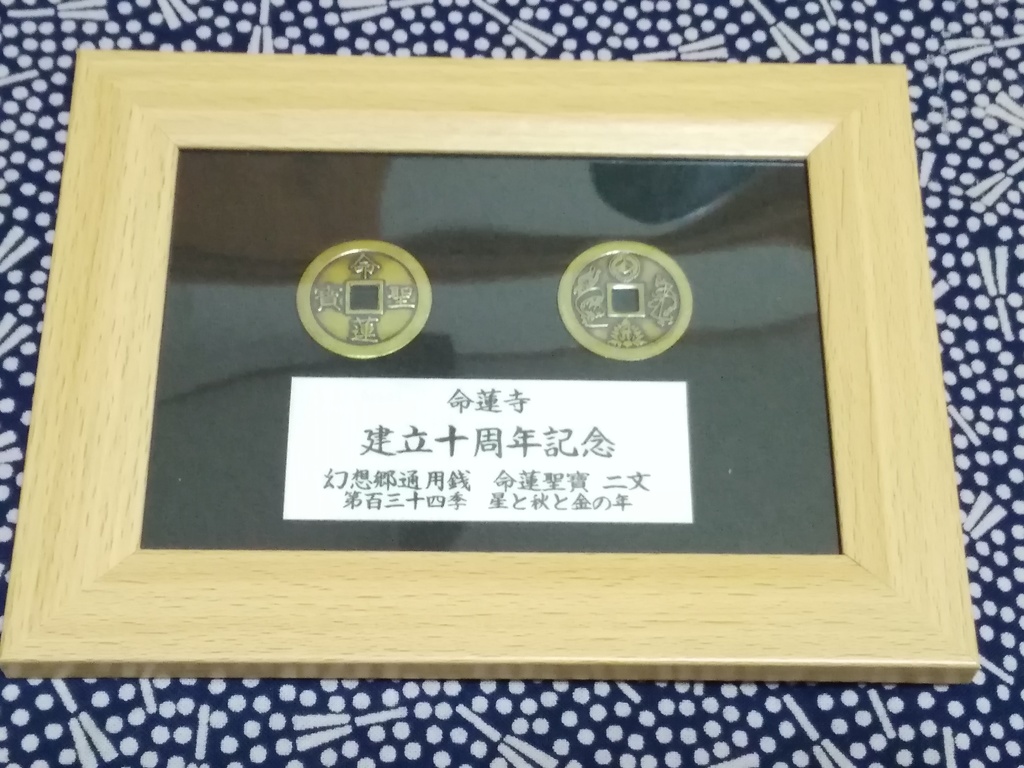 命
寳 聖
蓮
命蓮寺
建立十周年記念
幻想郷通用銭 命蓮聖寳 二文
第百三十四季 星と秋と金の年